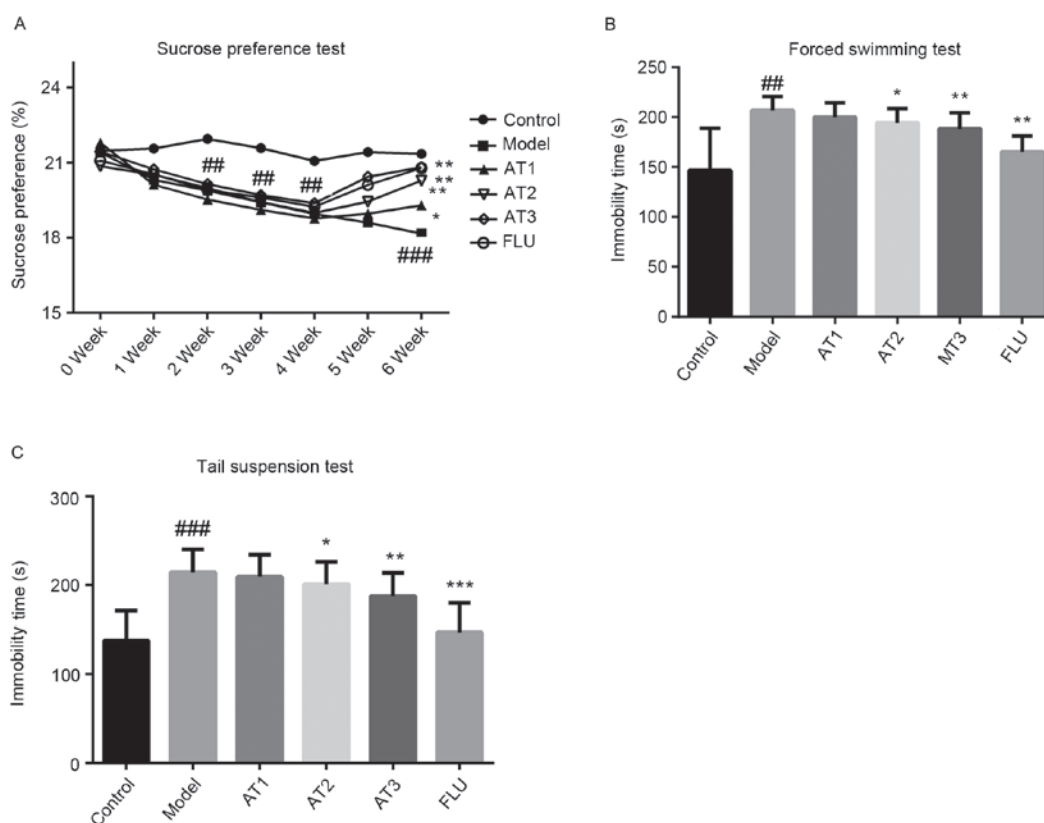 A
Sucrose preference test
Sucrose preference (%)
24
21
18
15
##
##
##
**
**
**
*
###
Control
Model
AT1
AT2
AT3
FLU
0 Week
1 Week
2 Week
3 Week
4 Week
5 Week
6 Week
B
Forced swimming test
Immobility time (s)
250
200
150
100
50
0
##
*
**
**
Control
Model
AT1
AT2
MT3
FLU
C
Tail suspension test
Immobility time (s)
300
200
100
0
###
*
**
***
Control
Model
AT1
AT2
AT3
FLU